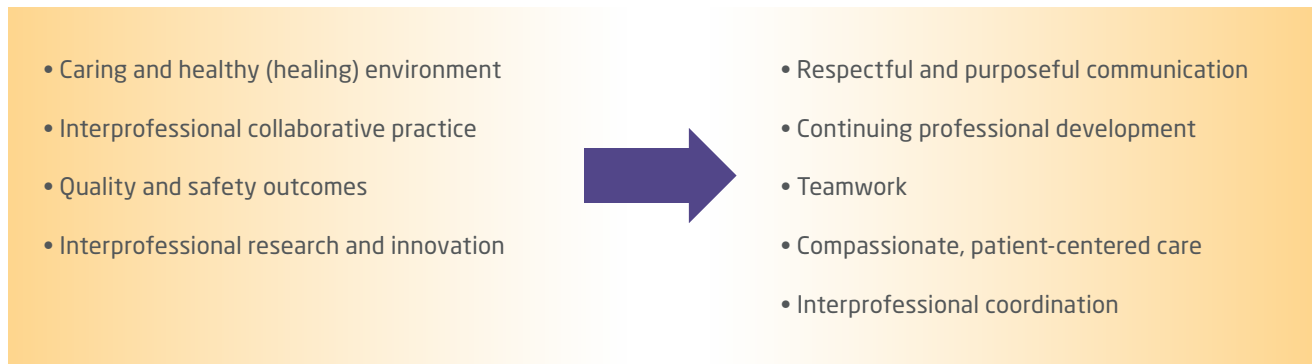 • Caring and healthy (healing) environment
• Interprofessional collaborative practice
• Quality and safety outcomes
• Interprofessional research and innovation
• Respectful and purposeful communication
• Continuing professional development
• Teamwork
• Compassionate, patient-centered care
• Interprofessional coordination